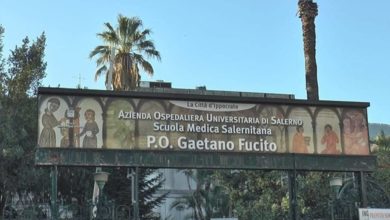 La Città d'Ippocrate
Azienda Ospedaliera Universitaria di Salerno
Scuola Medica Salernitana
P.O. Gaetano Fucito